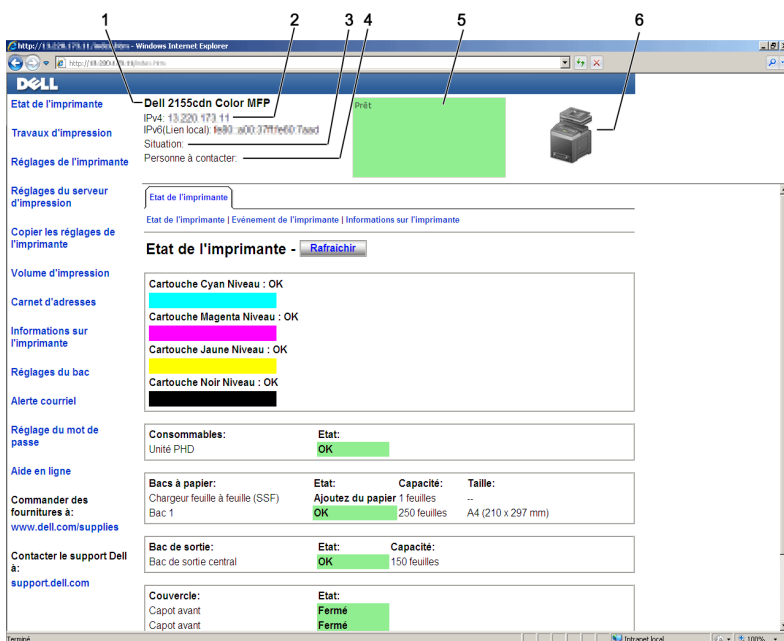 1 2 3 4 5 6
- Windows Internet Explorer
DELL
Etat de l'imprimante
Travaux d'impression
Réglages de l'imprimante
Réglages du serveur
d'impression
Copier les réglages de
l'imprimante
Volume d'impression
Carnet d'adresses
Informations sur
l'imprimante
Réglages du bac
Alerte courriel
Réglage du mot de
passe
Aide en ligne
Commander des
fournitures à:
www.dell.com/supplies
Contacter le support Dell
à:
support.dell.com
Dell 2155cdn Color MFP
IPv4: 13.220.173.11
IPv6(Lien local):
Situation:
Personne à contacter:
Prêt
Etat de l'imprimante
Etat de l'imprimante | Evénement de l'imprimante | Informations sur l'imprimante
Etat de l'imprimante - Rafraichir
Cartouche Cyan Niveau : OK
Cartouche Magenta Niveau : OK
Cartouche Jaune Niveau : OK
Cartouche Noir Niveau : OK
Consommables: Etat:
Unité PHD OK
Bacs à papier: Etat: Capacité: Taille:
Chargeur feuille à feuille (SSF) Ajoutez du papier 1 feuilles --
Bac 1 OK 250 feuilles A4 (210 x 297 mm)
Bac de sortie: Etat: Capacité:
Bac de sortie central OK 150 feuilles
Couvercle: Etat:
Capot avant Fermé
Capot avant Fermé
Terminé Intranet local 100%